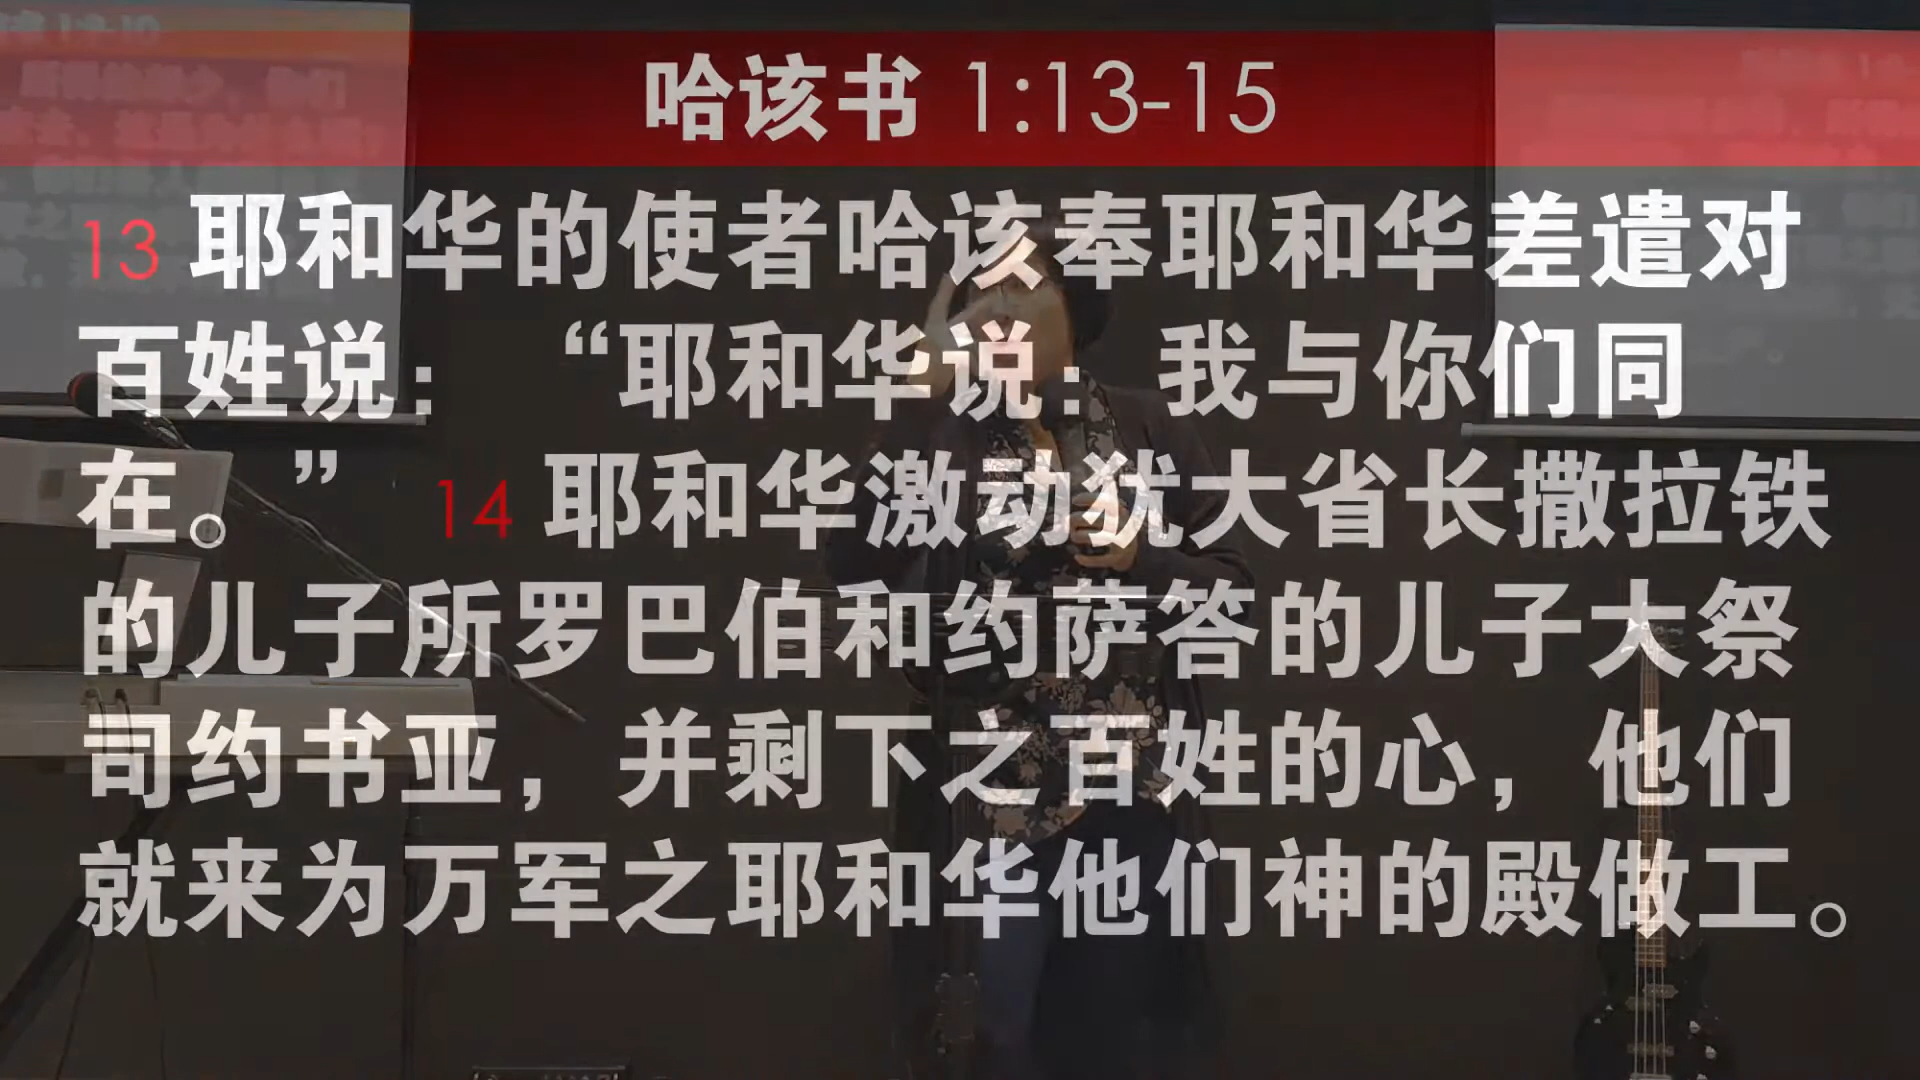 哈该书 1:13-15
13 耶和华的使者哈该奉耶和华差遣对
百姓说：“耶和华说：我与你们同
在。” 14 耶和华激动犹大省长撒拉铁
的儿子所罗巴伯和约萨答的儿子大祭
司约书亚，并剩下之百姓的心，他们
就来为万军之耶和华他们神的殿做工。